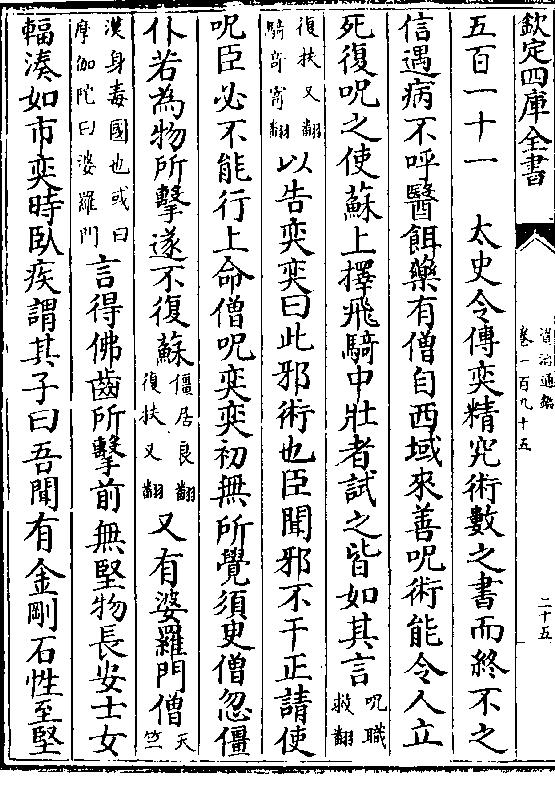 欽定四庫全書
資治通鑑
卷一百九十五
二十五
五百一十一　太史令傅奕精究術數之書而終不之
信遇病不呼醫餌藥有僧自西域來善呪術能令人立
死復呪之使蘇上擇飛騎中壯者試之皆如其言呪職救翻
復扶又翻騎奇寄翻以告奕奕曰此邪術也臣聞邪不干正請使
呪臣必不能行上命僧呪奕奕初無所覺須臾僧忽僵
仆若為物所擊遂不復蘇僵居良翻復扶又翻又有婆羅門僧天竺
漢身毒國也或曰摩伽陀曰婆羅門言得佛齒所擊前無堅物長安士女
輻湊如市奕時臥疾謂其子曰吾聞有金剛石性至堅